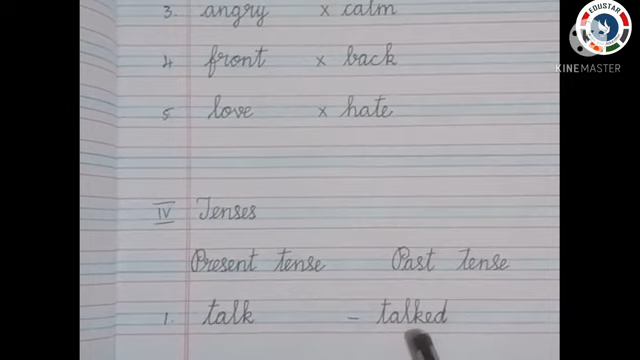 EDUSTAR
KINEMASTER
3. angry x calm
4 front x back
5 love x hate
IV Tenses
Present tense Past tense
1. talk - talked